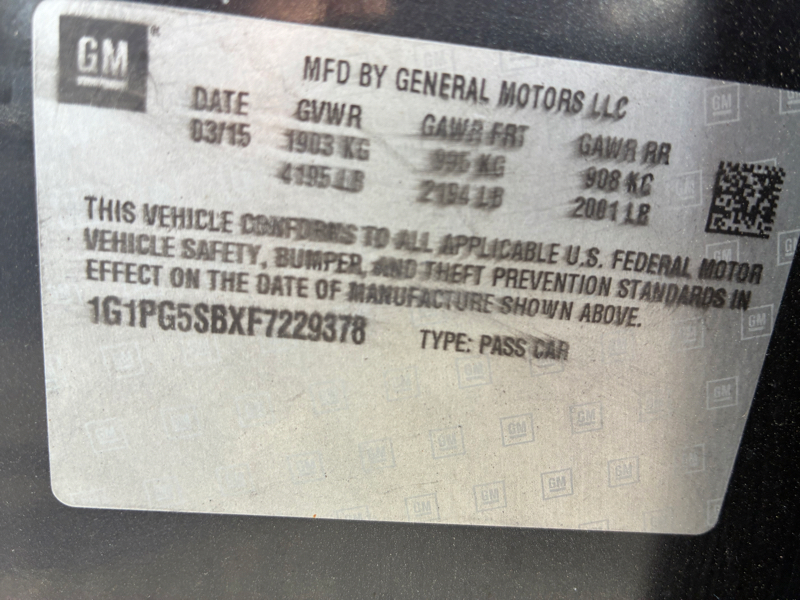 GM
MFD BY GENERAL MOTORS LLC
DATE GVWR GAWR FRT GAWR RR
03/15 1903 KG 995 KG 908 KG
4195 LB 2194 LB 2001 LB
THIS VEHICLE CONFORMS TO ALL APPLICABLE U.S. FEDERAL MOTOR
VEHICLE SAFETY, BUMPER, AND THEFT PREVENTION STANDARDS IN
EFFECT ON THE DATE OF MANUFACTURE SHOWN ABOVE.
1G1PG5SBXF7229378 TYPE: PASS CAR